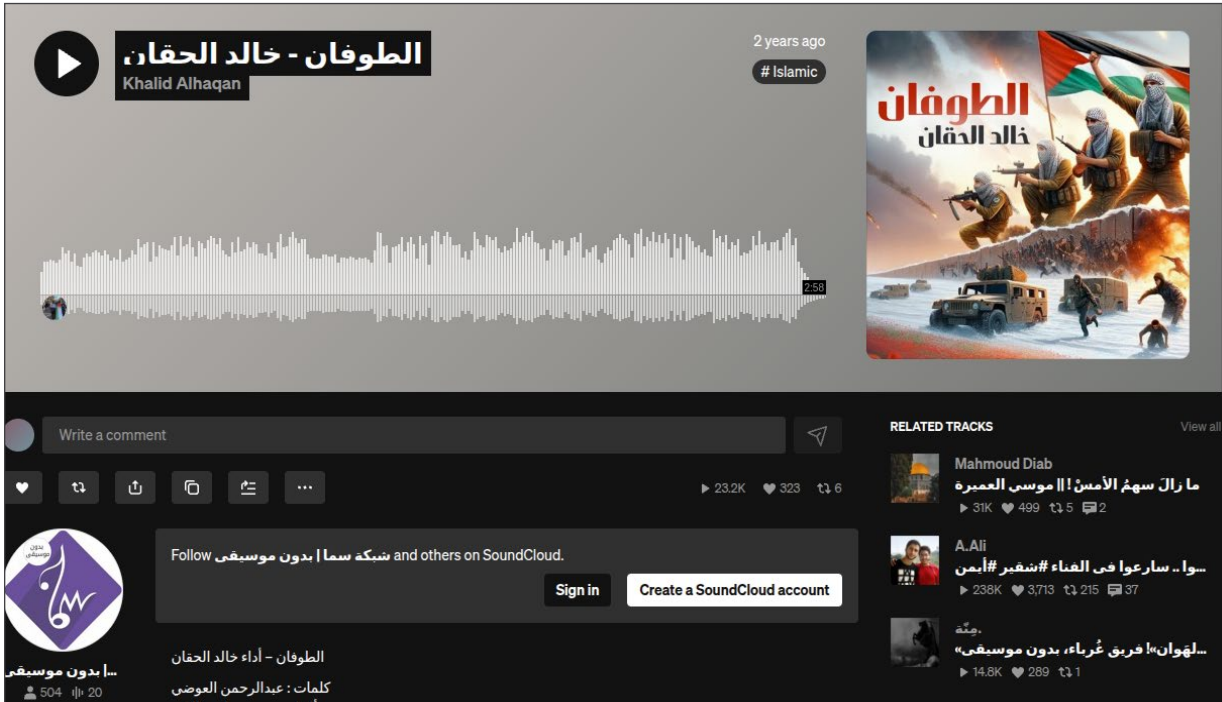 الطوفان - خالد الحقان
Khalid Alhaqan
2 years ago
# Islamic
2:58
الطوفان
خالد الحقان
Write a comment
23.2K 323 6
Follow شبكة سما | بدون موسيقى and others on SoundCloud.
Sign in
Create a SoundCloud account
بدون موسيقى
سما
...| بدون موسيقى
504 20
الطوفان – أداء خالد الحقان
كلمات : عبدالرحمن العوضي
RELATED TRACKS
View all
Mahmoud Diab
ما زالَ سهمُ الأمسْ ! || موسي العميرة
31K 499 5 2
A.Ali
...وا .. سارعوا فى الفناء #شقير #أيمن
238K 3,713 215 37
مِنّة.
...لهَوان»! فريق غُرباء، بدون موسيقى»
14.8K 289 1